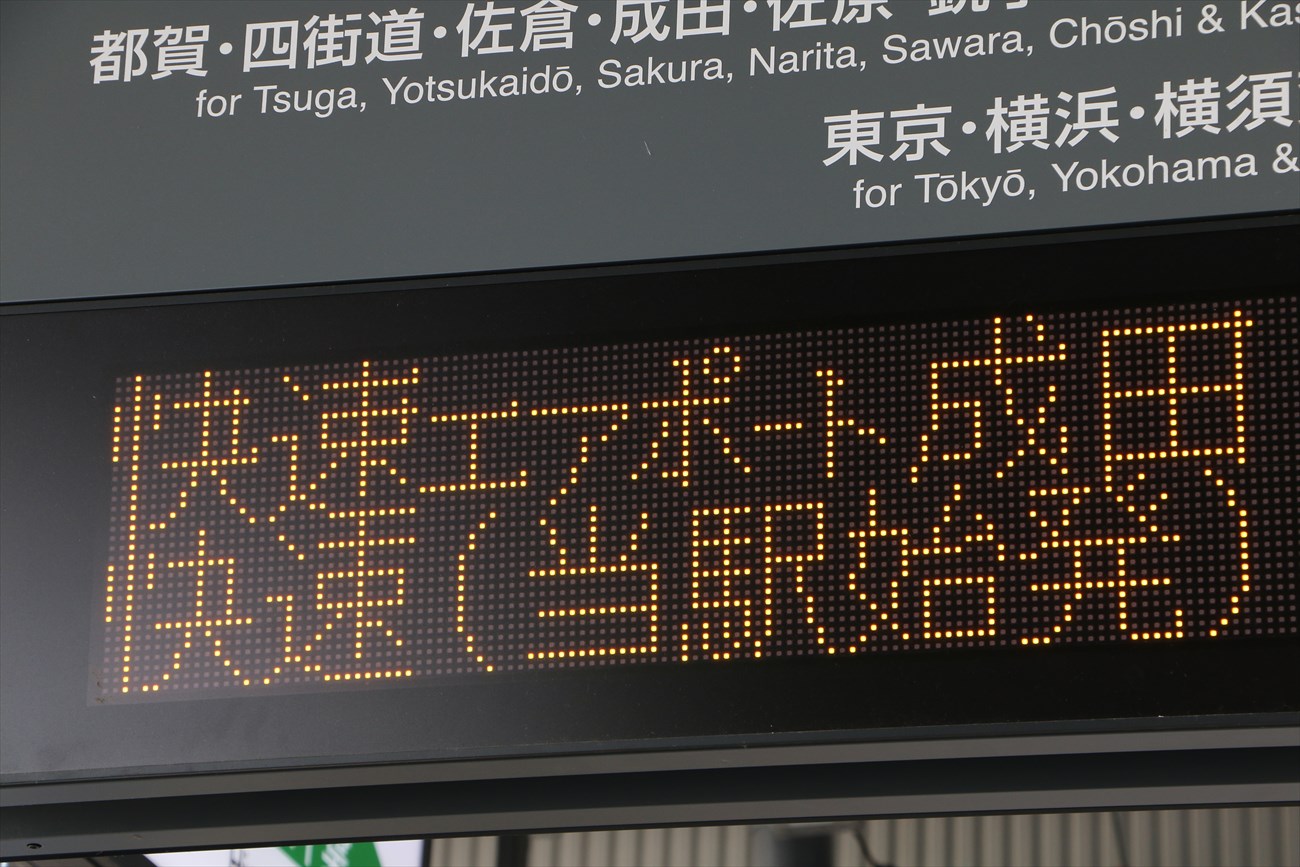 都賀・四街道・佐倉・成田・佐原
for Tsuga, Yotsukaidō, Sakura, Narita, Sawara, Chōshi &
東京・横浜・横須
for Tōkyō, Yokohama &
快速エアポート成田
快速(当駅始発)